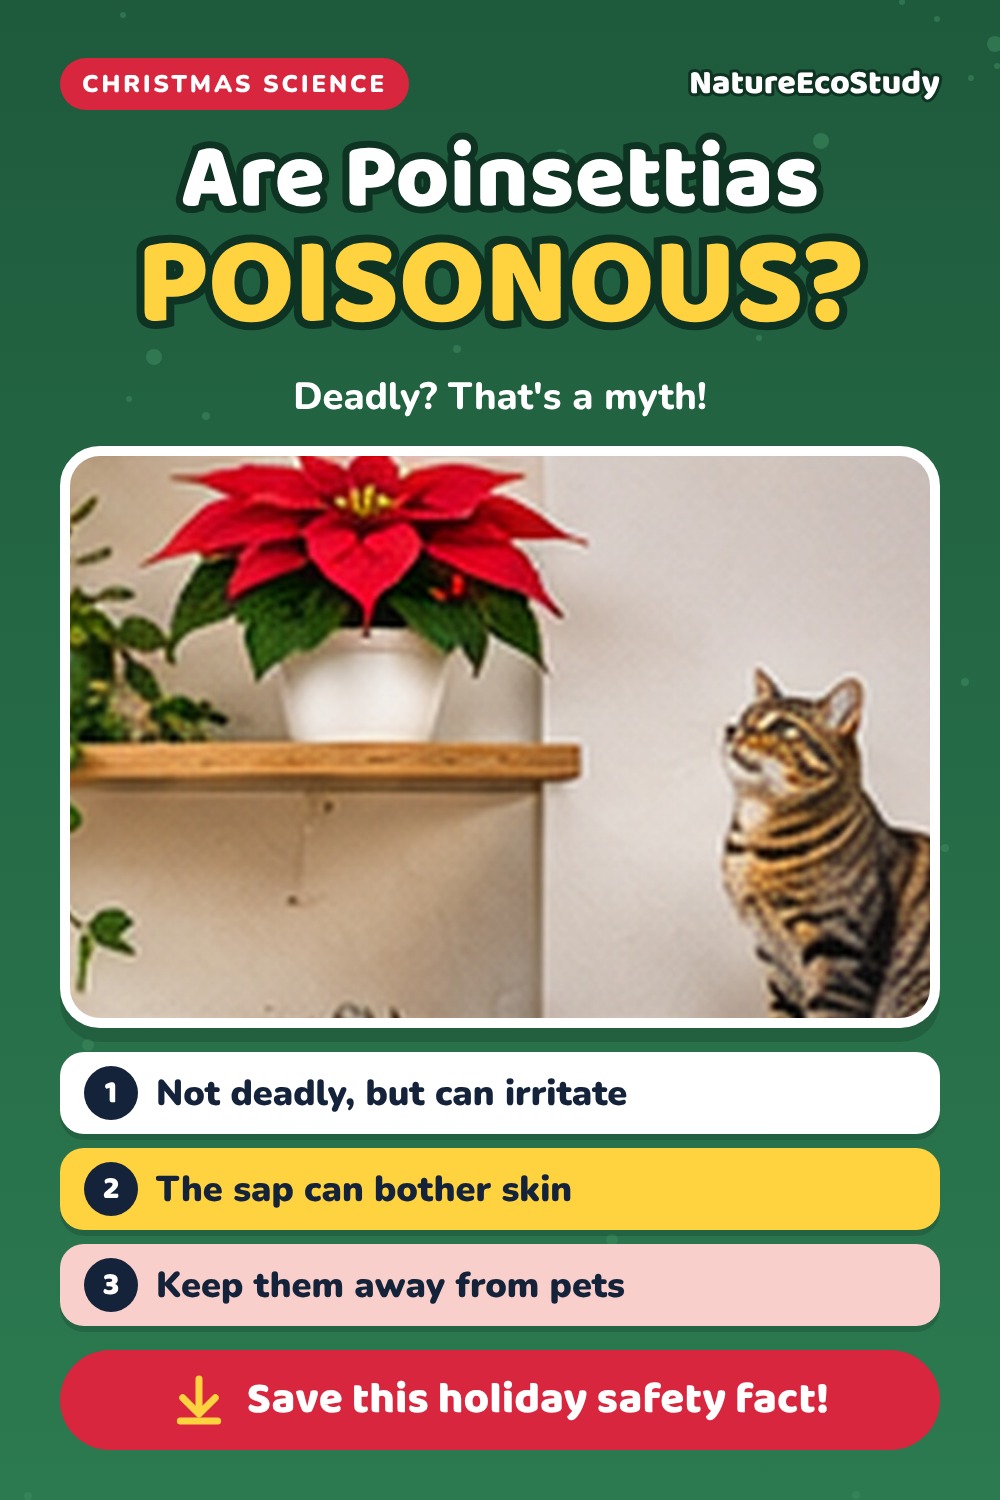 CHRISTMAS SCIENCE
NatureEcoStudy
Are Poinsettias
POISONOUS?
Deadly? That's a myth!
1 Not deadly, but can irritate
2 The sap can bother skin
3 Keep them away from pets
Save this holiday safety fact!